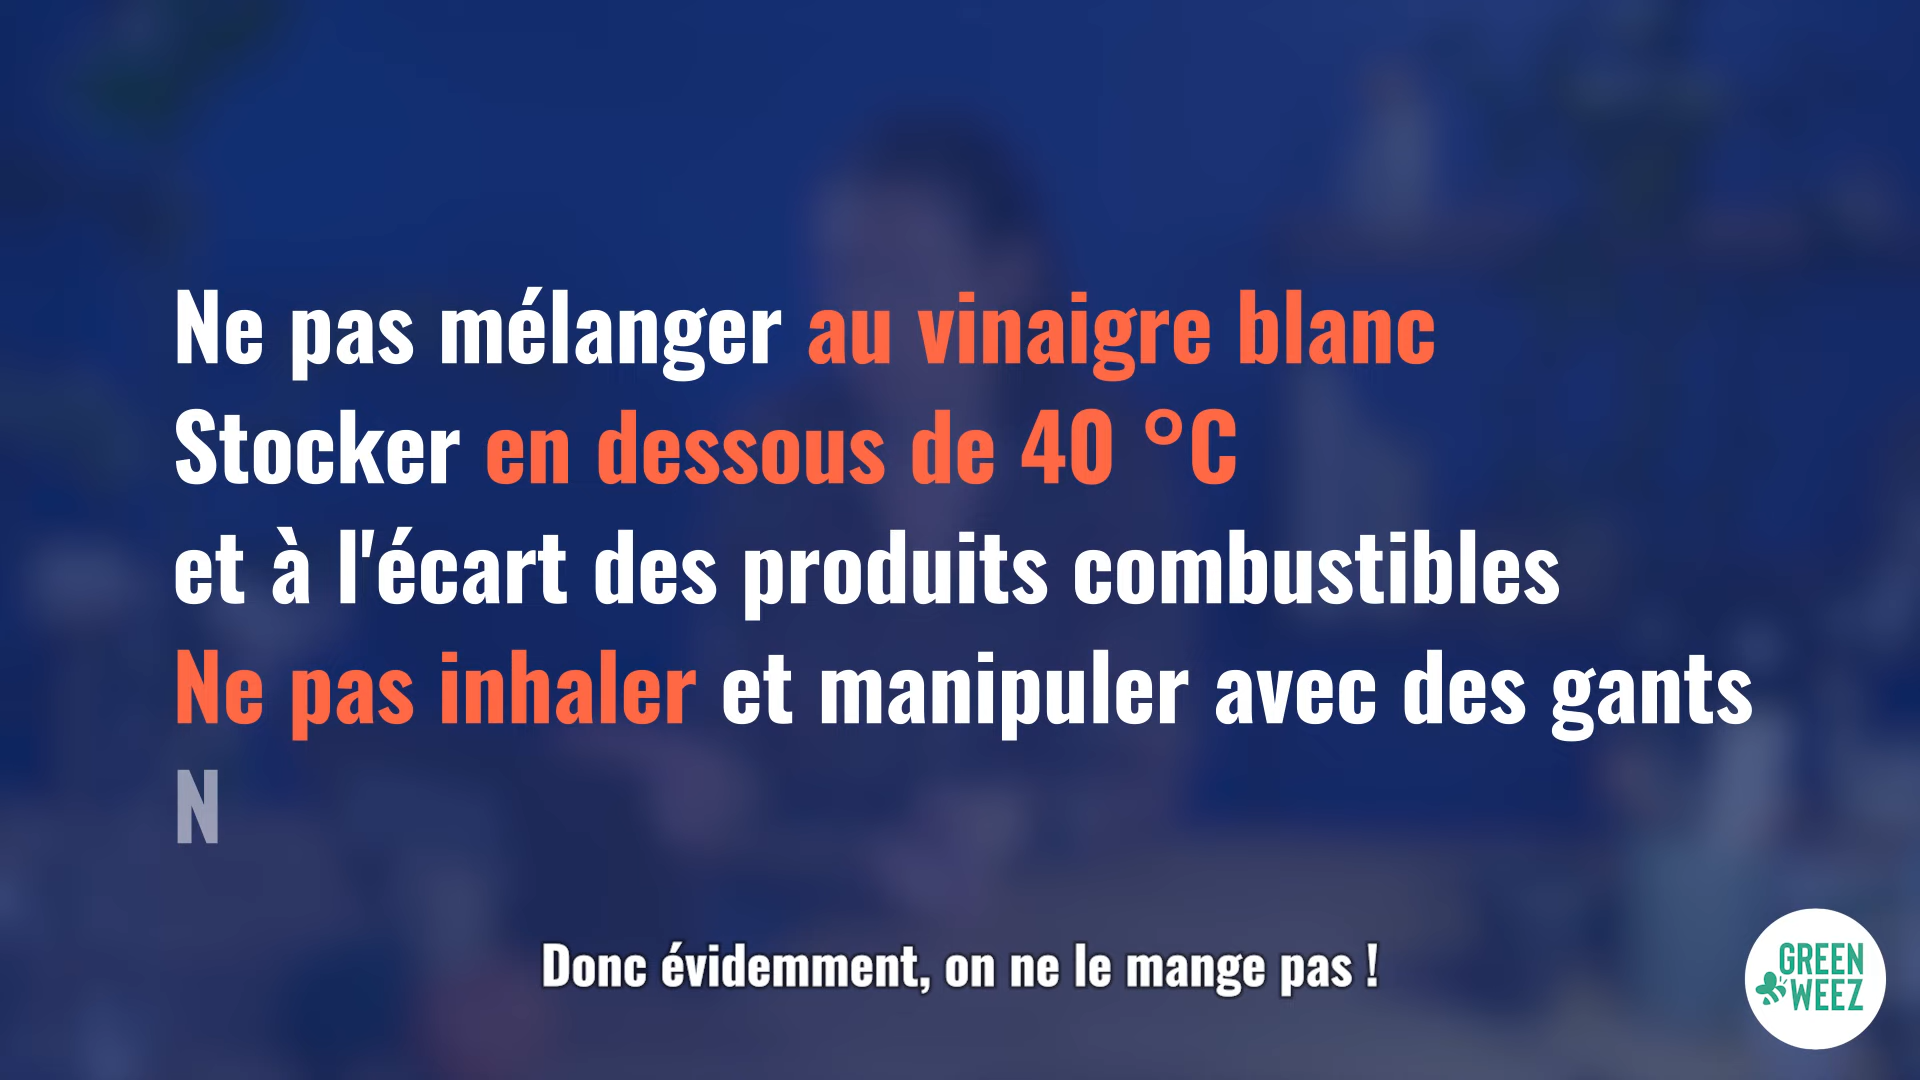 Ne pas mélanger au vinaigre blanc
Stocker en dessous de 40 °C
et à l'écart des produits combustibles
Ne pas inhaler et manipuler avec des gants
N
Donc évidemment, on ne le mange pas !
GREEN
WEEZ